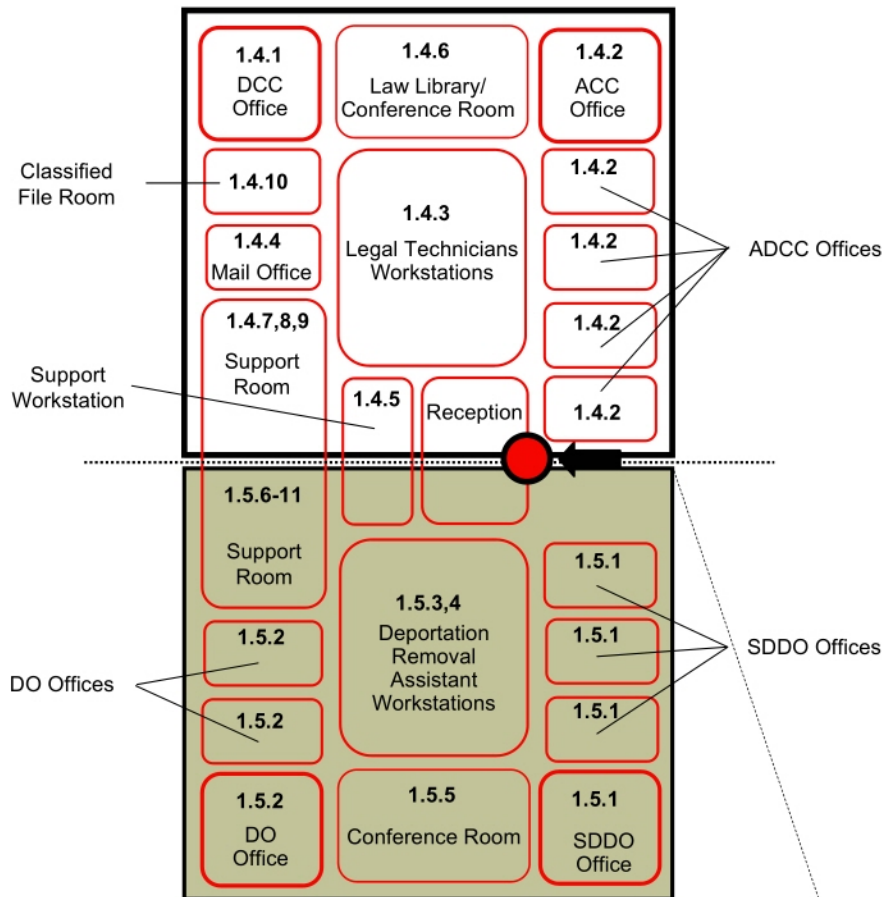 1.4.1
DCC
Office
1.4.6
Law Library/
Conference Room
1.4.2
ACC
Office
Classified
File Room
1.4.10
1.4.4
Mail Office
1.4.3
Legal Technicians
Workstations
1.4.2
1.4.2
1.4.2
1.4.2
ADCC Offices
1.4.7,8,9
Support
Room
Support
Workstation
1.4.5
Reception
1.5.6-11
Support
Room
1.5.3,4
Deportation
Removal
Assistant
Workstations
1.5.1
1.5.1
1.5.1
SDDO Offices
1.5.2
1.5.2
DO Offices
1.5.2
DO
Office
1.5.5
Conference Room
1.5.1
SDDO
Office